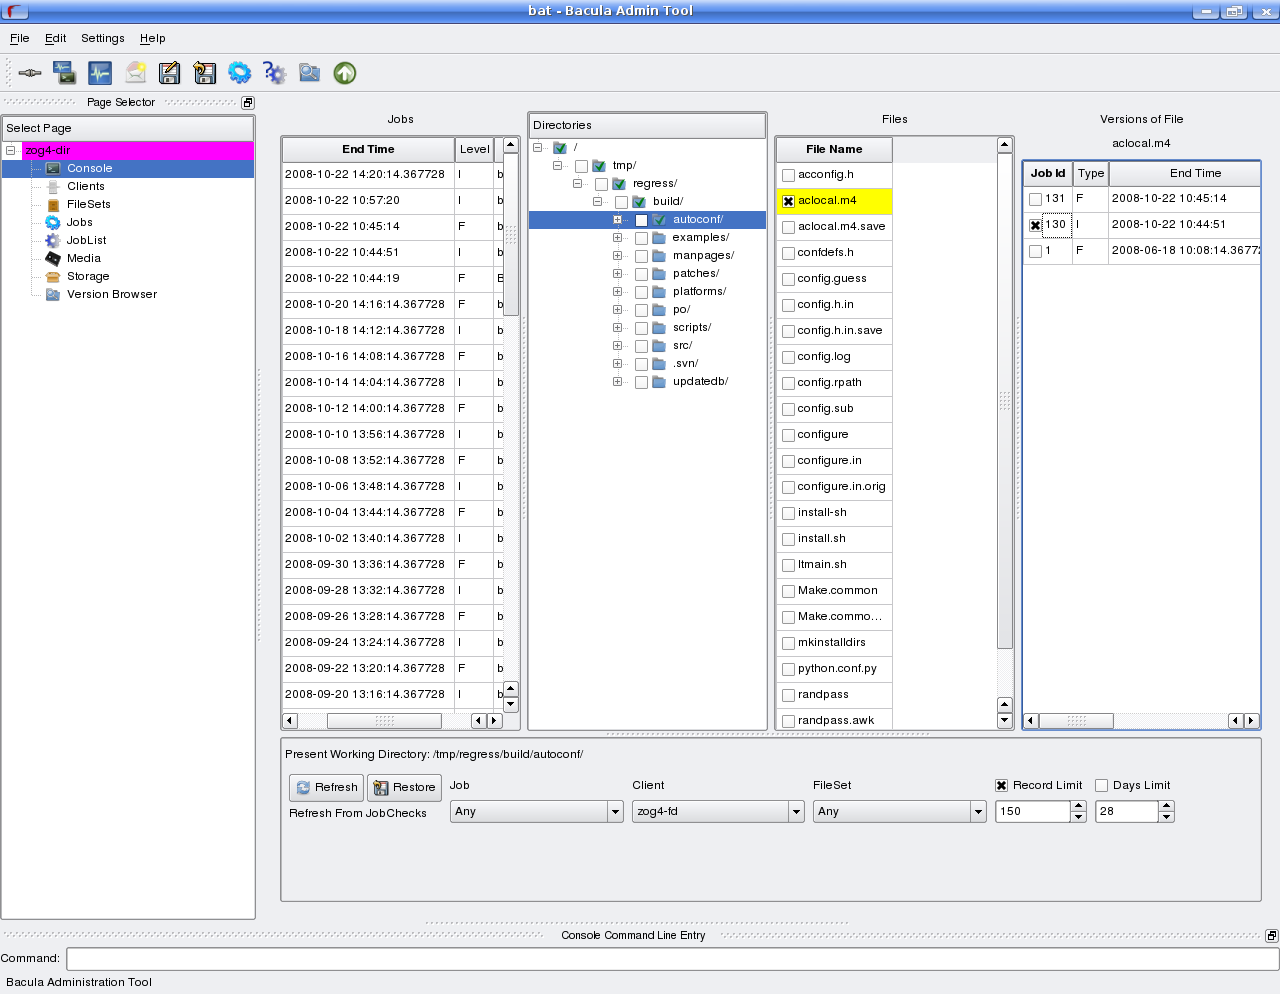 bat - Bacula Admin Tool
File Edit Settings Help
Page Selector
Select Page
zog4-dir
Console
Clients
FileSets
Jobs
JobList
Media
Storage
Version Browser
Jobs
End Time Level
2008-10-22 14:20:14.367728 I b
2008-10-22 10:57:20 I b
2008-10-22 10:45:14 F b
2008-10-22 10:44:51 I b
2008-10-22 10:44:19 F B
2008-10-20 14:16:14.367728 F b
2008-10-18 14:12:14.367728 I b
2008-10-16 14:08:14.367728 F b
2008-10-14 14:04:14.367728 I b
2008-10-12 14:00:14.367728 F b
2008-10-10 13:56:14.367728 I b
2008-10-08 13:52:14.367728 F b
2008-10-06 13:48:14.367728 I b
2008-10-04 13:44:14.367728 F b
2008-10-02 13:40:14.367728 I b
2008-09-30 13:36:14.367728 F b
2008-09-28 13:32:14.367728 I b
2008-09-26 13:28:14.367728 F b
2008-09-24 13:24:14.367728 I b
2008-09-22 13:20:14.367728 F b
2008-09-20 13:16:14.367728 I b
Directories
/
tmp/
regress/
build/
autoconf/
examples/
manpages/
patches/
platforms/
po/
scripts/
src/
.svn/
updatedb/
Files
File Name
acconfig.h
aclocal.m4
aclocal.m4.save
confdefs.h
config.guess
config.h.in
config.h.in.save
config.log
config.rpath
config.sub
configure
configure.in
configure.in.orig
install-sh
install.sh
ltmain.sh
Make.common
Make.commo...
mkinstalldirs
python.conf.py
randpass
randpass.awk
Versions of File
aclocal.m4
Job Id Type End Time
131 F 2008-10-22 10:45:14
130 I 2008-10-22 10:44:51
1 F 2008-06-18 10:08:14.3677
Present Working Directory: /tmp/regress/build/autoconf/
Refresh Restore Job Client FileSet Record Limit Days Limit
Refresh From JobChecks Any zog4-fd Any 150 28
Console Command Line Entry
Command:
Bacula Administration Tool